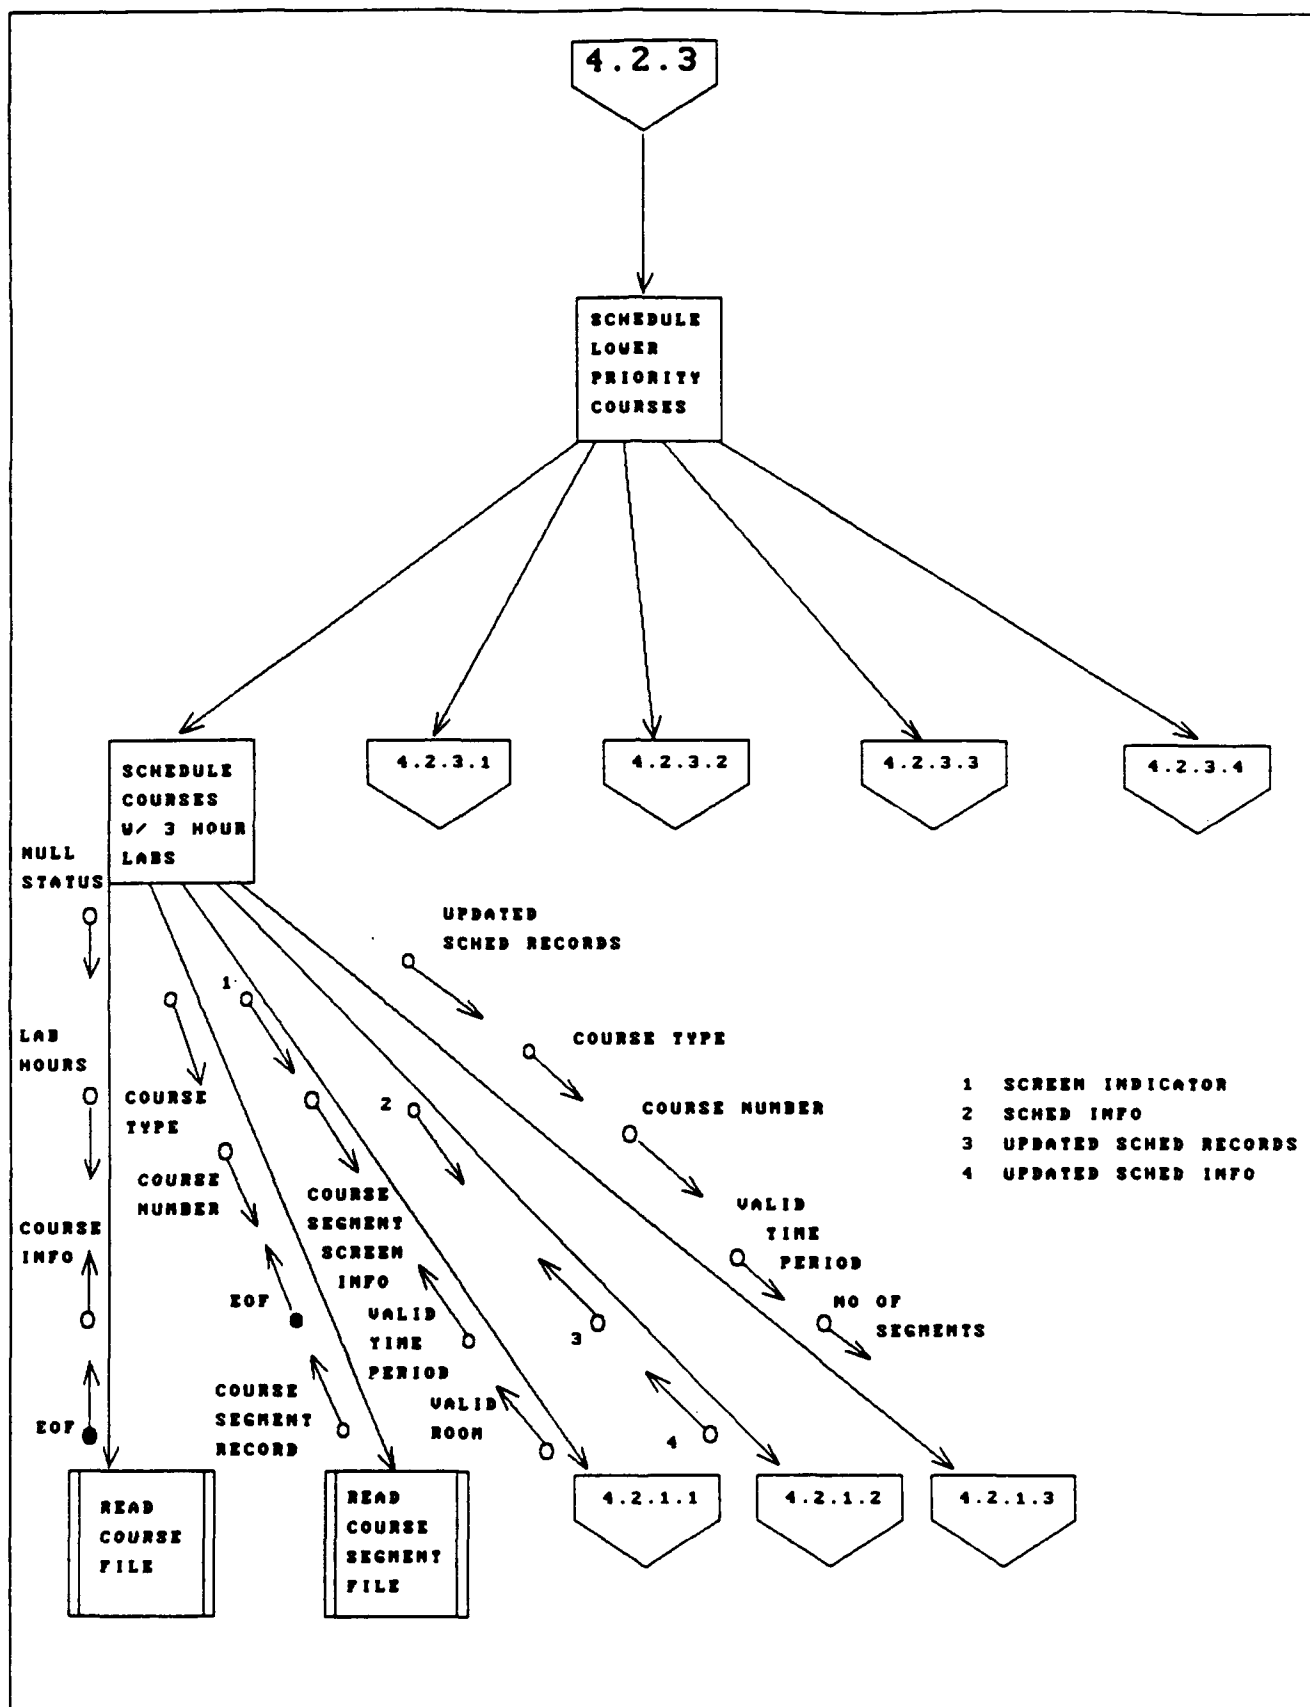 4.2.3
SCHEDULE
LOWER
PRIORITY
COURSES
SCHEDULE
COURSES
W/ 3 HOUR
LABS
4.2.3.1
4.2.3.2
4.2.3.3
4.2.3.4
NULL
STATUS
UPDATED
SCHED RECORDS
1
LAB
HOURS
COURSE TYPE
COURSE
TYPE
2
COURSE NUMBER
1 SCREEN INDICATOR
2 SCHED INFO
3 UPDATED SCHED RECORDS
4 UPDATED SCHED INFO
COURSE
NUMBER
COURSE
SEGMENT
SCREEN
INFO
VALID
TIME
PERIOD
COURSE
INFO
EOF
VALID
TIME
PERIOD
3
NO OF
SEGMENTS
COURSE
SEGMENT
RECORD
VALID
ROOM
4
EOF
READ
COURSE
FILE
READ
COURSE
SEGMENT
FILE
4.2.1.1
4.2.1.2
4.2.1.3